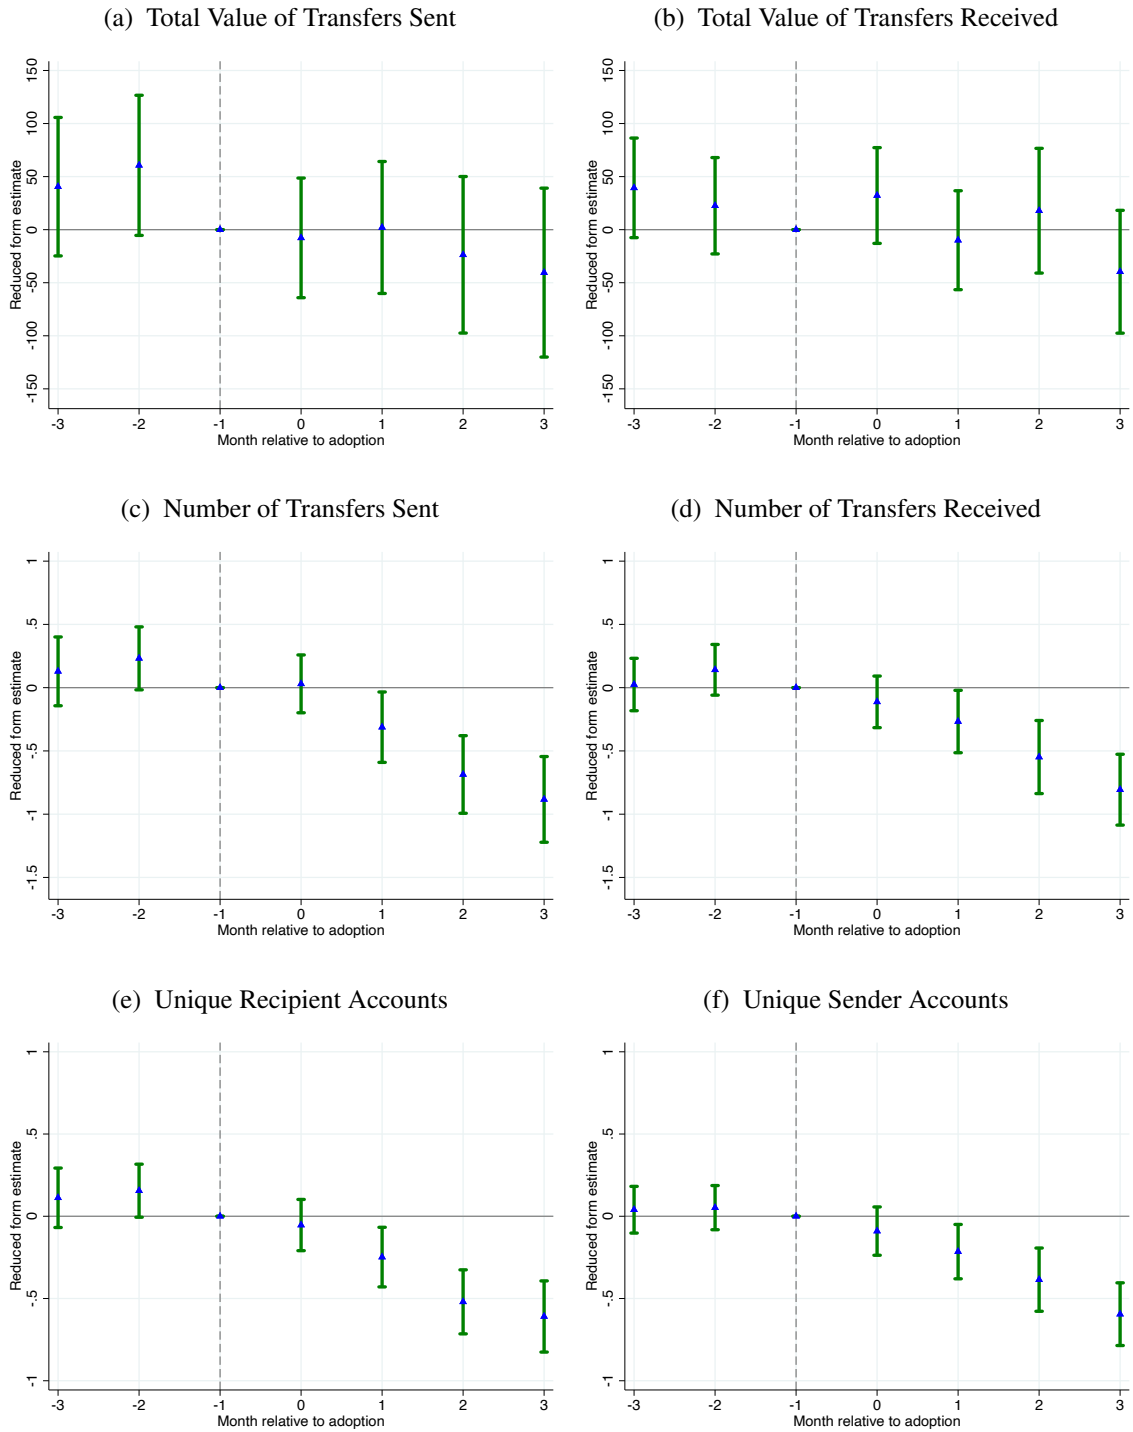 (a) Total Value of Transfers Sent
Reduced form estimate
150
100
50
0
-50
-100
-150
-3 -2 -1 0 1 2 3
Month relative to adoption
(b) Total Value of Transfers Received
Reduced form estimate
150
100
50
0
-50
-100
-150
-3 -2 -1 0 1 2 3
Month relative to adoption
(c) Number of Transfers Sent
Reduced form estimate
1
.5
0
-.5
-1
-1.5
-3 -2 -1 0 1 2 3
Month relative to adoption
(d) Number of Transfers Received
Reduced form estimate
1
.5
0
-.5
-1
-1.5
-3 -2 -1 0 1 2 3
Month relative to adoption
(e) Unique Recipient Accounts
Reduced form estimate
1
.5
0
-.5
-1
-3 -2 -1 0 1 2 3
Month relative to adoption
(f) Unique Sender Accounts
Reduced form estimate
1
.5
0
-.5
-1
-3 -2 -1 0 1 2 3
Month relative to adoption